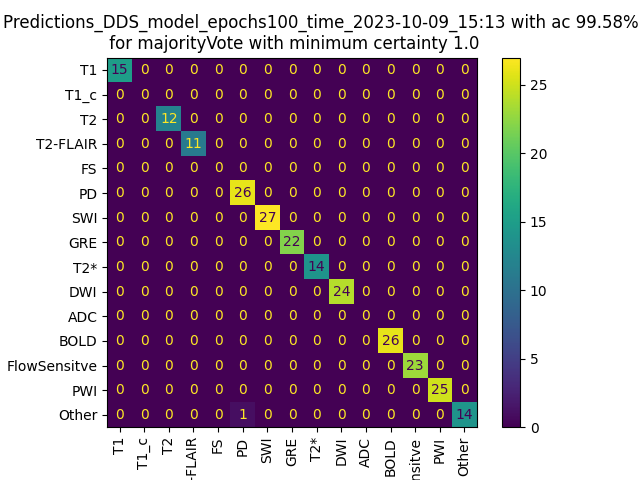 Predictions_DDS_model_epochs100_time_2023-10-09_15:13 with ac 99.58%
for majorityVote with minimum certainty 1.0
T1 15 0 0 0 0 0 0 0 0 0 0 0 0 0 0
T1_c 0 0 0 0 0 0 0 0 0 0 0 0 0 0 0
T2 0 0 12 0 0 0 0 0 0 0 0 0 0 0 0
T2-FLAIR 0 0 0 11 0 0 0 0 0 0 0 0 0 0 0
FS 0 0 0 0 0 0 0 0 0 0 0 0 0 0 0
PD 0 0 0 0 0 26 0 0 0 0 0 0 0 0 0
SWI 0 0 0 0 0 0 27 0 0 0 0 0 0 0 0
GRE 0 0 0 0 0 0 0 22 0 0 0 0 0 0 0
T2* 0 0 0 0 0 0 0 0 14 0 0 0 0 0 0
DWI 0 0 0 0 0 0 0 0 0 24 0 0 0 0 0
ADC 0 0 0 0 0 0 0 0 0 0 0 0 0 0 0
BOLD 0 0 0 0 0 0 0 0 0 0 0 26 0 0 0
FlowSensitve 0 0 0 0 0 0 0 0 0 0 0 0 23 0 0
PWI 0 0 0 0 0 0 0 0 0 0 0 0 0 25 0
Other 0 0 0 0 0 1 0 0 0 0 0 0 0 0 14
T1 T1_c T2 -FLAIR FS PD SWI GRE T2* DWI ADC BOLD nsitve PWI Other
25
20
15
10
5
0